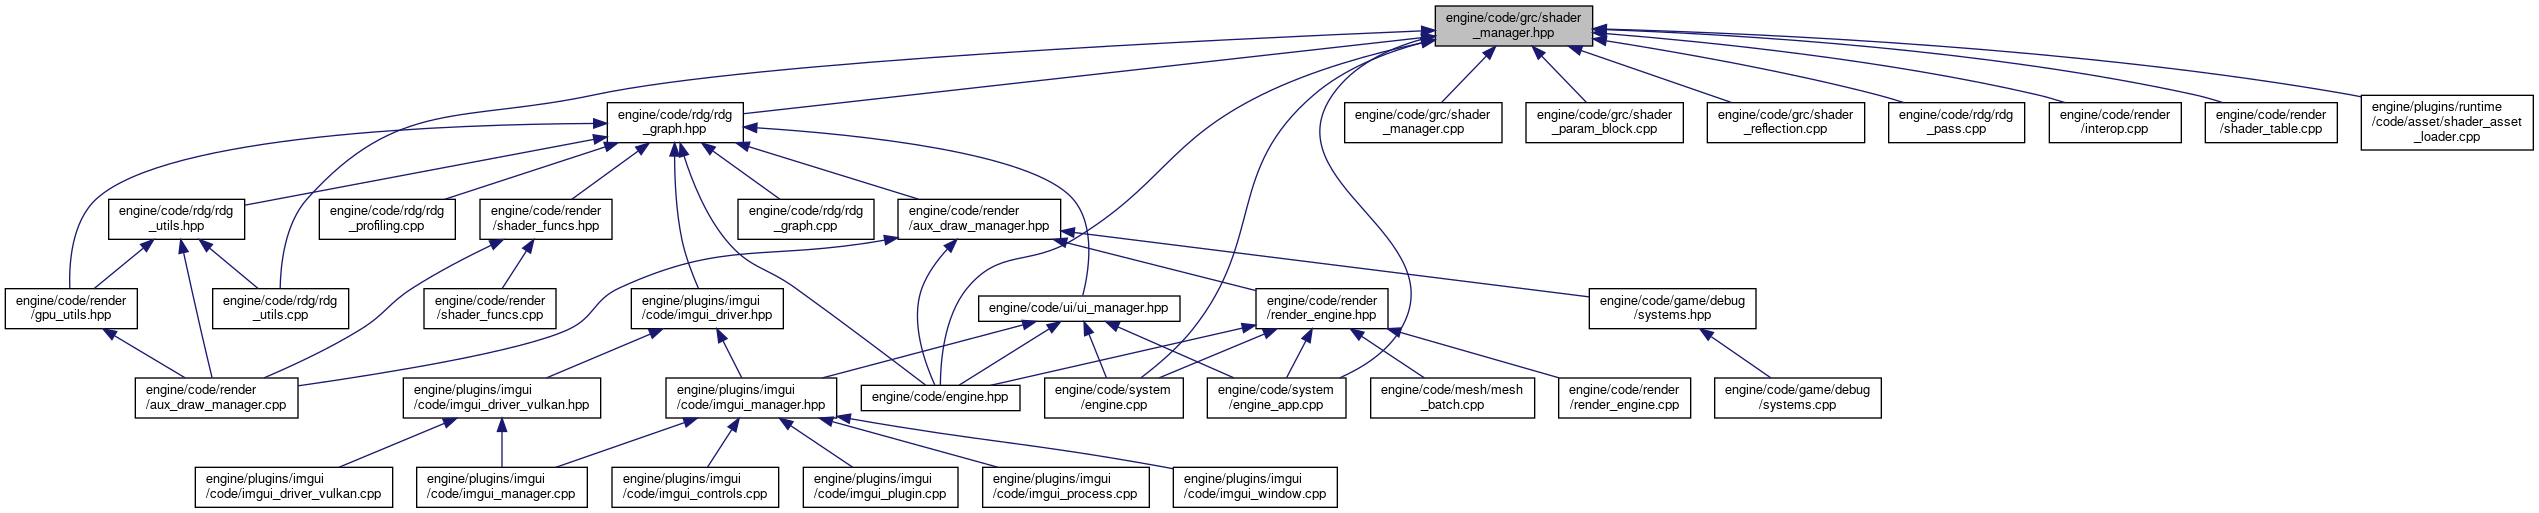 engine/code/grc/shader
_manager.hpp
engine/code/rdg/rdg
_graph.hpp
engine/code/grc/shader
_manager.cpp
engine/code/grc/shader
_param_block.cpp
engine/code/grc/shader
_reflection.cpp
engine/code/rdg/rdg
_pass.cpp
engine/code/render
/interop.cpp
engine/code/render
/shader_table.cpp
engine/plugins/runtime
/code/asset/shader_asset
_loader.cpp
engine/code/rdg/rdg
_utils.hpp
engine/code/rdg/rdg
_profiling.cpp
engine/code/render
/shader_funcs.hpp
engine/code/rdg/rdg
_graph.cpp
engine/code/render
/aux_draw_manager.hpp
engine/code/render
/gpu_utils.hpp
engine/code/rdg/rdg
_utils.cpp
engine/code/render
/shader_funcs.cpp
engine/plugins/imgui
/code/imgui_driver.hpp
engine/code/ui/ui_manager.hpp
engine/code/render
/render_engine.hpp
engine/code/game/debug
/systems.hpp
engine/code/render
/aux_draw_manager.cpp
engine/plugins/imgui
/code/imgui_driver_vulkan.hpp
engine/plugins/imgui
/code/imgui_manager.hpp
engine/code/engine.hpp
engine/code/system
/engine.cpp
engine/code/system
/engine_app.cpp
engine/code/mesh/mesh
_batch.cpp
engine/code/render
/render_engine.cpp
engine/code/game/debug
/systems.cpp
engine/plugins/imgui
/code/imgui_driver_vulkan.cpp
engine/plugins/imgui
/code/imgui_manager.cpp
engine/plugins/imgui
/code/imgui_controls.cpp
engine/plugins/imgui
/code/imgui_plugin.cpp
engine/plugins/imgui
/code/imgui_process.cpp
engine/plugins/imgui
/code/imgui_window.cpp